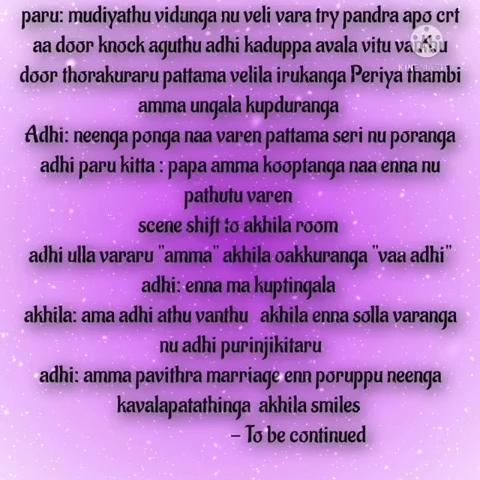 paru: mudiyathu vidunga nu veli vara try pandra apo crt
aa door knock aguthu adhi kaduppa avala vitu
door thorakuraru pattama velila irukanga Periya thambi
amma ungala kupduranga
Adhi: neenga ponga naa varen pattama seri nu poranga
adhi paru kitta : papa amma kooptanga naa enna nu
pathutu varen
scene shift to akhila room
adhi ulla vararu "amma" akhila oakkuranga "vaa adhi"
adhi: enna ma kuptingala
akhila: ama adhi athu vanthu akhila enna solla varanga
nu adhi purinjikitaru
adhi: amma pavithra marriage enn poruppu neenga
kavalapatathinga akhila smiles
- To be continued